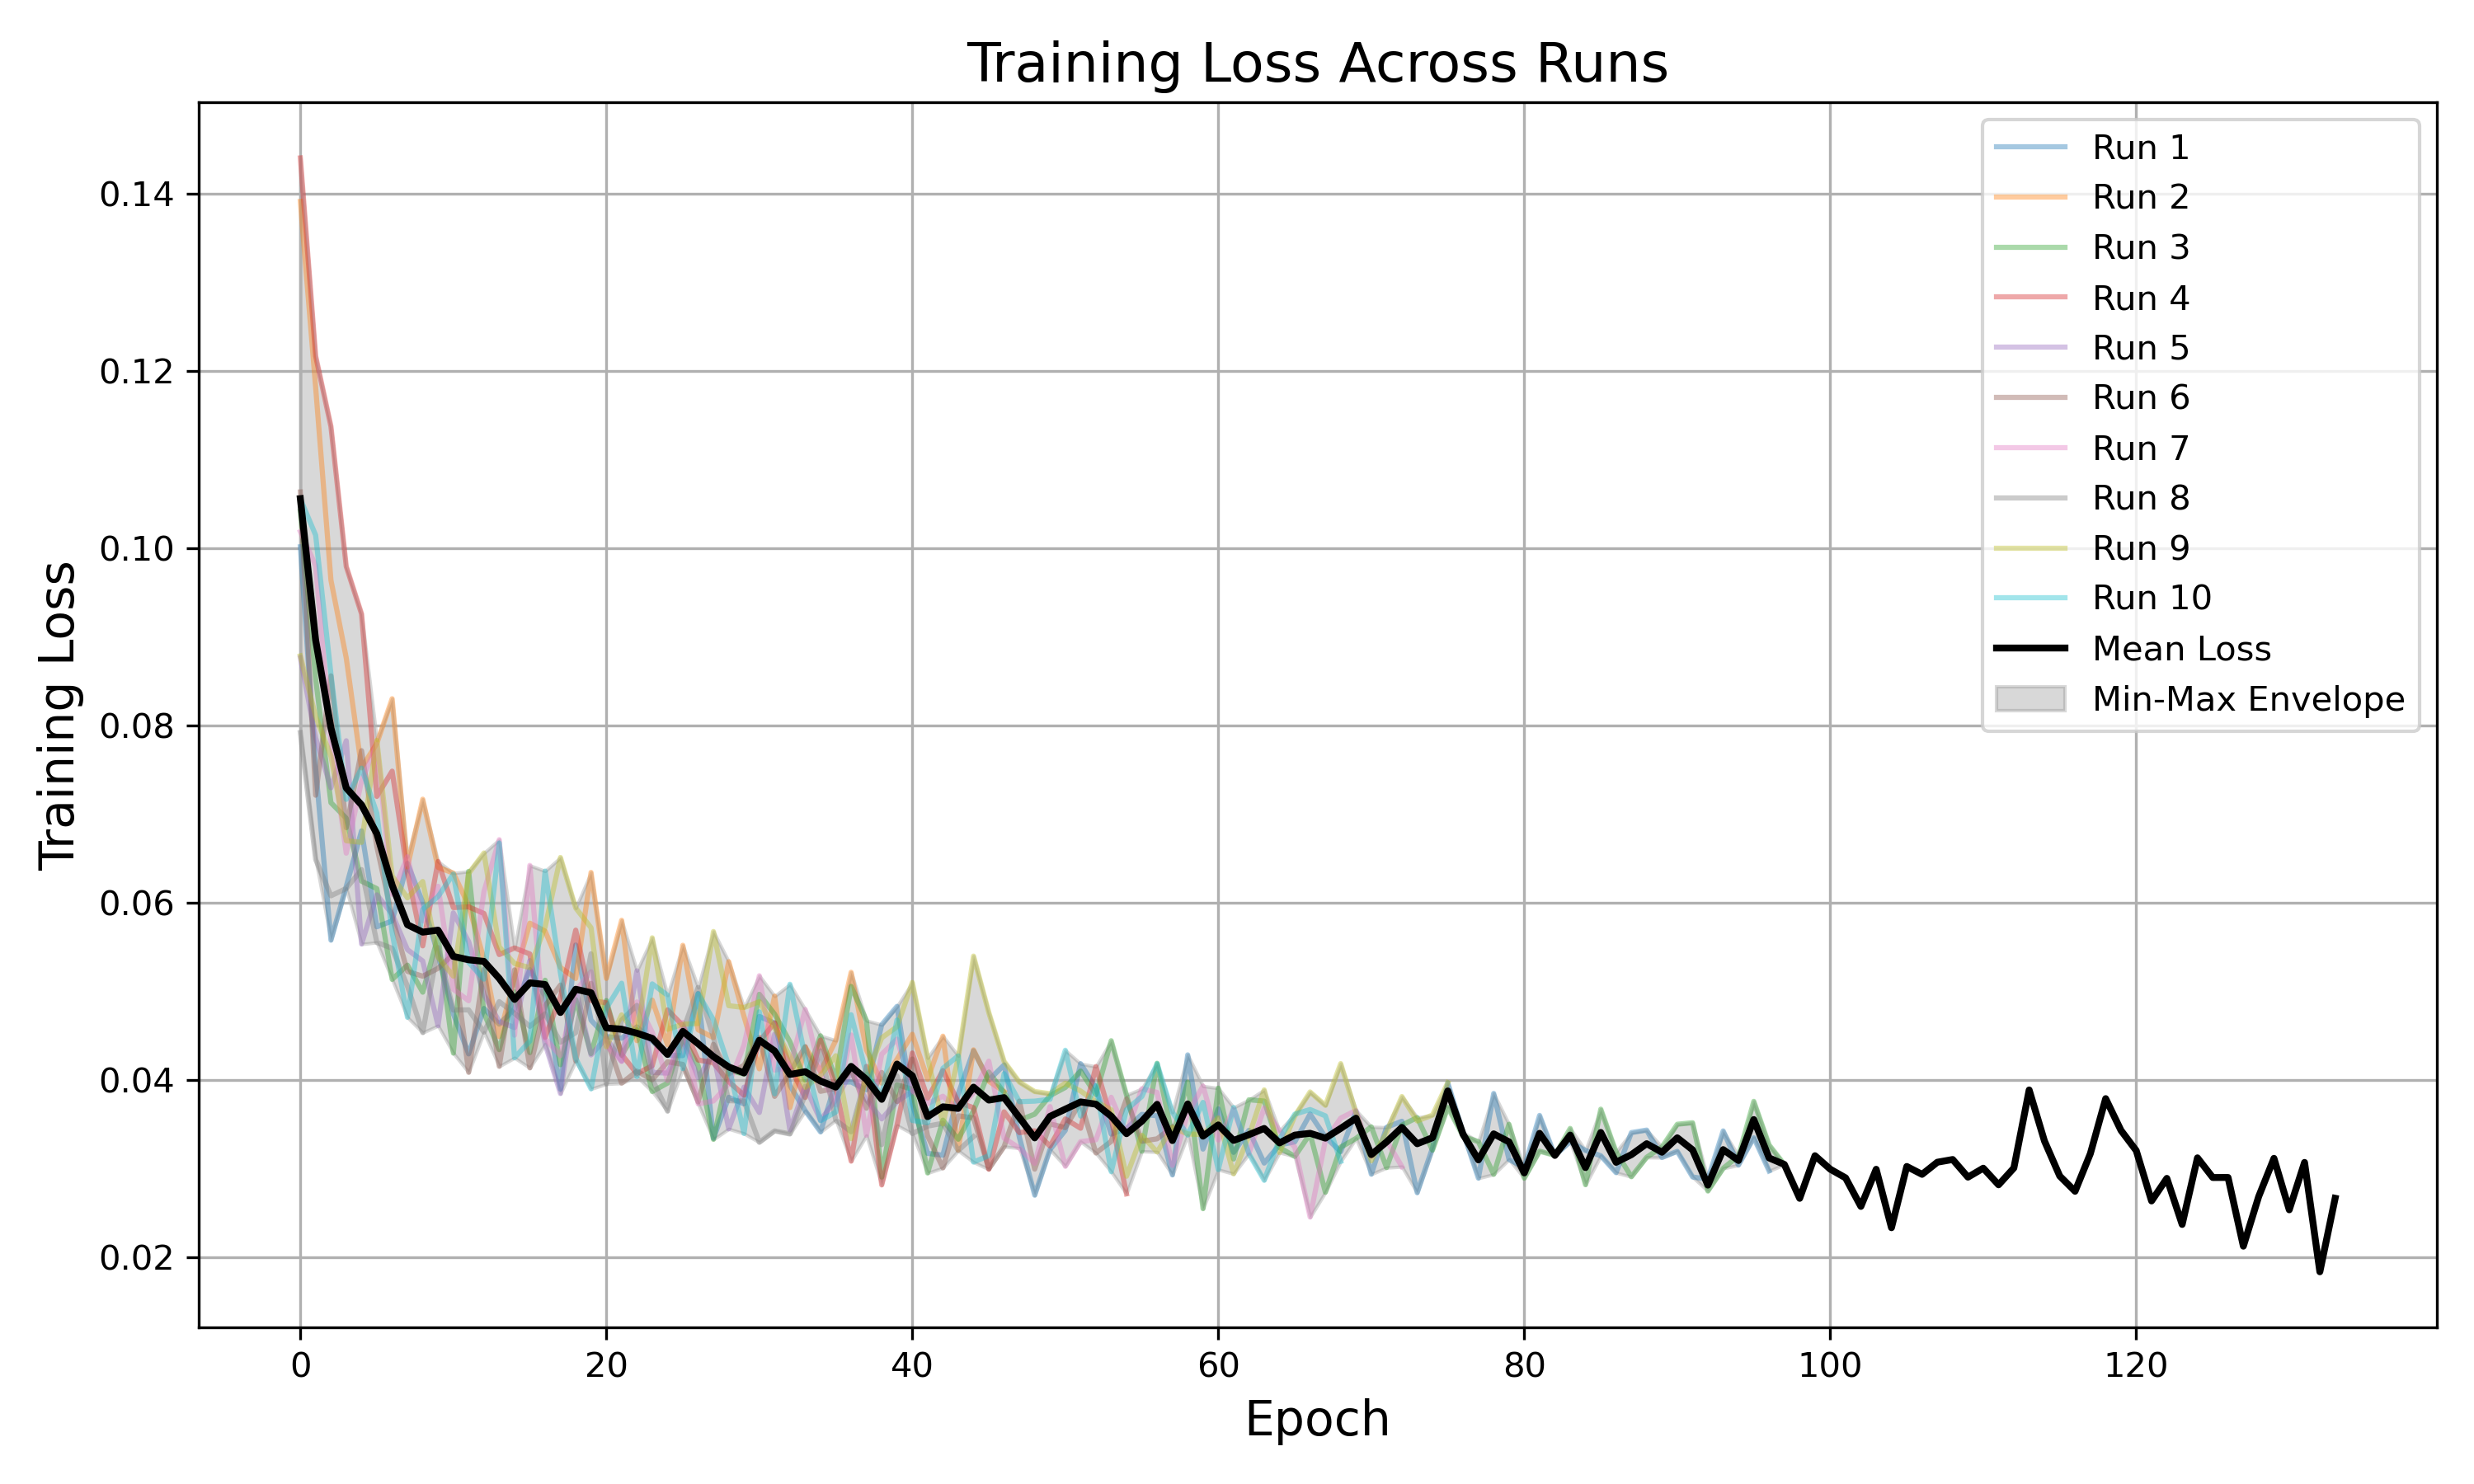 Training Loss Across Runs
Training Loss
0.14
0.12
0.10
0.08
0.06
0.04
0.02
0
20
40
60
80
100
120
Epoch
Run 1
Run 2
Run 3
Run 4
Run 5
Run 6
Run 7
Run 8
Run 9
Run 10
Mean Loss
Min-Max Envelope